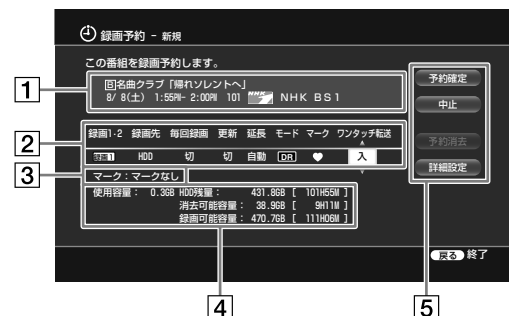 録画予約 - 新規
この番組を録画予約します。
D名曲クラブ「帰れソレントへ」
8/ 8(土) 1:55PM- 2:00PM 101 NHK NHK BS1
録画1・2 録画先 毎回録画 更新 延長 モード マーク ワンタッチ転送
録画1 HDD 切 切 自動 DR ♥ 入
マーク：マークなし
使用容量： 0.3GB HDD残量： 431.8GB [ 101H55M ]
消去可能容量： 38.9GB [ 9H11M ]
録画可能容量： 470.7GB [ 111H06M ]
予約確定
中止
予約消去
詳細設定
戻る 終了
1
2
3
4
5